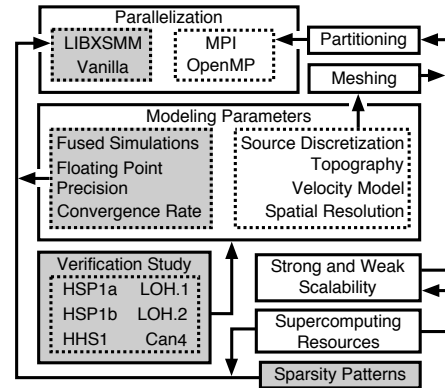 Parallelization
LIBXSMM
Vanilla
MPI
OpenMP
Partitioning
Meshing
Modeling Parameters
Fused Simulations
Floating Point
Precision
Convergence Rate
Source Discretization
Topography
Velocity Model
Spatial Resolution
Verification Study
HSP1a LOH.1
HSP1b LOH.2
HHS1 Can4
Strong and Weak
Scalability
Supercomputing
Resources
Sparsity Patterns